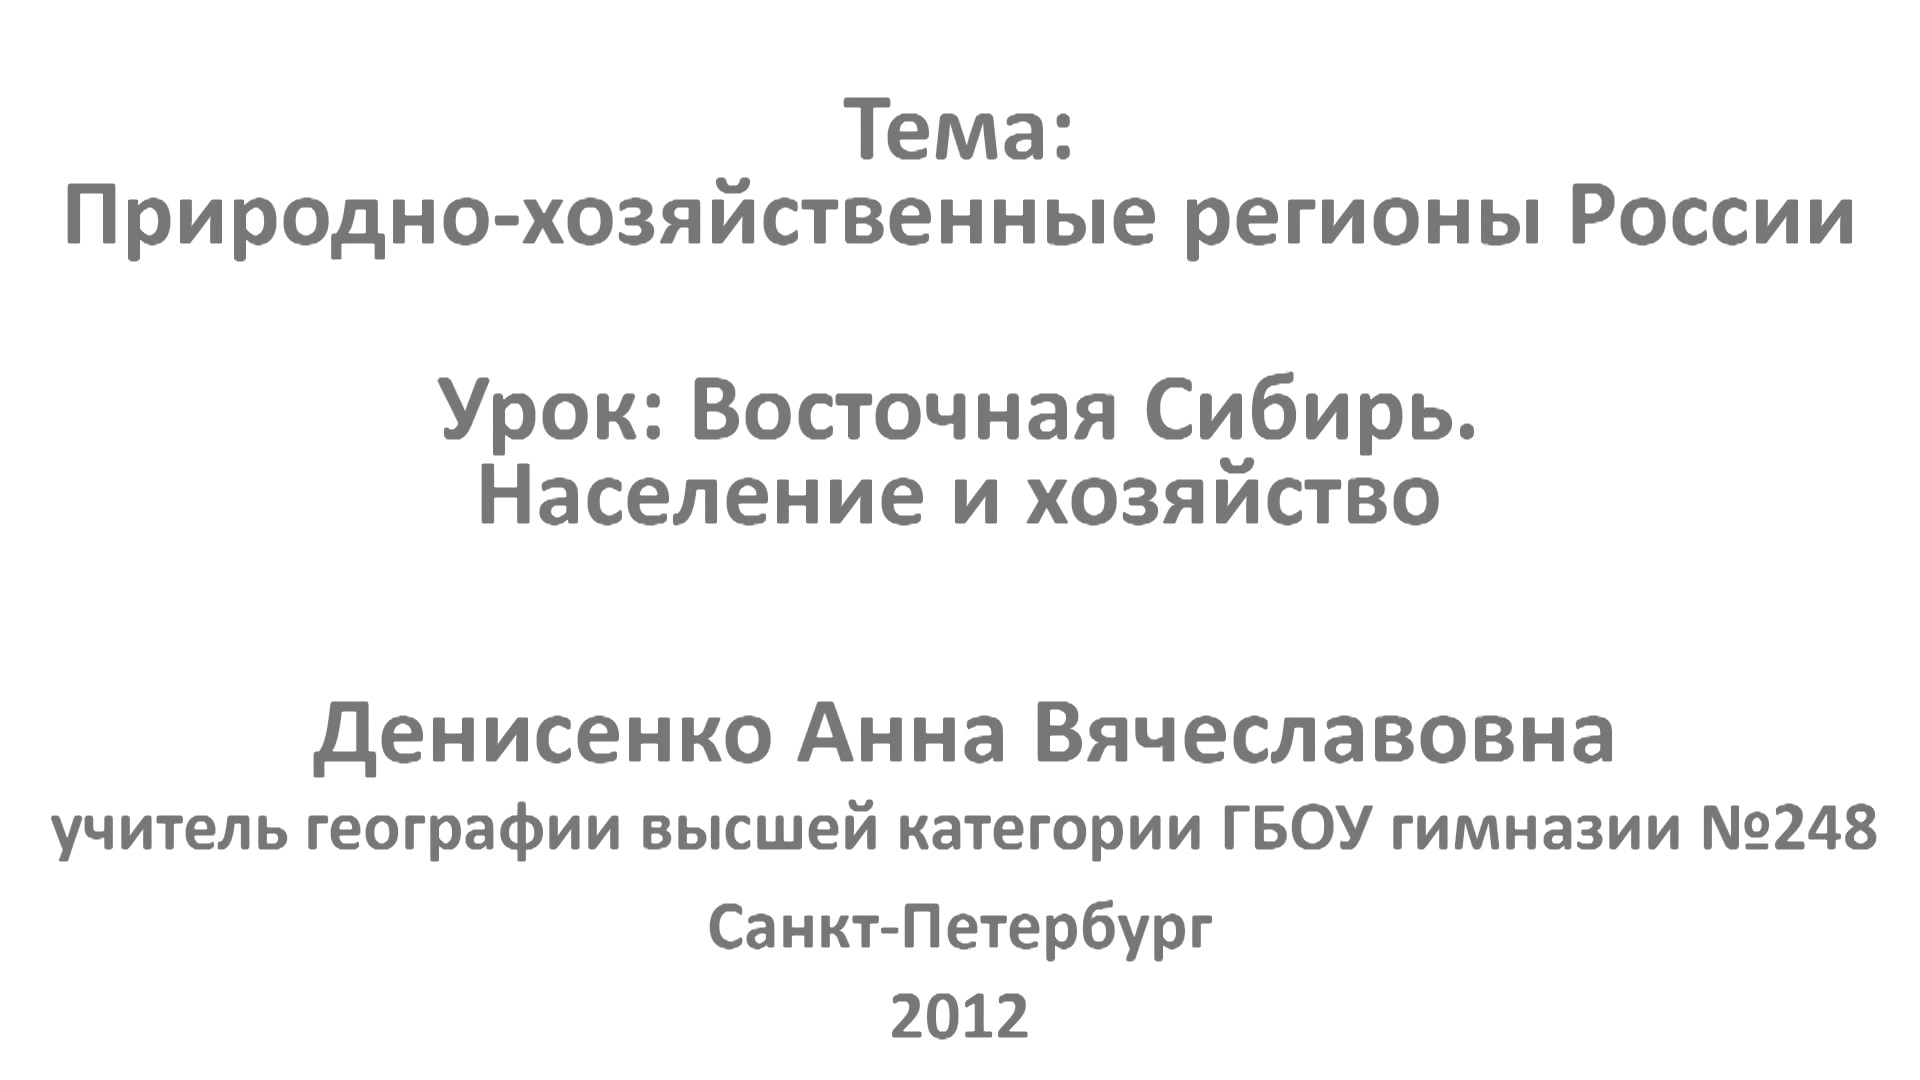 Тема:
Природно-хозяйственные регионы России
Урок: Восточная Сибирь.
Население и хозяйство
Денисенко Анна Вячеславовна
учитель географии высшей категории ГБОУ гимназии №248
Санкт-Петербург
2012